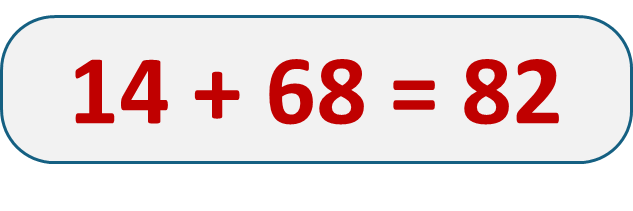 14 + 68 = 82